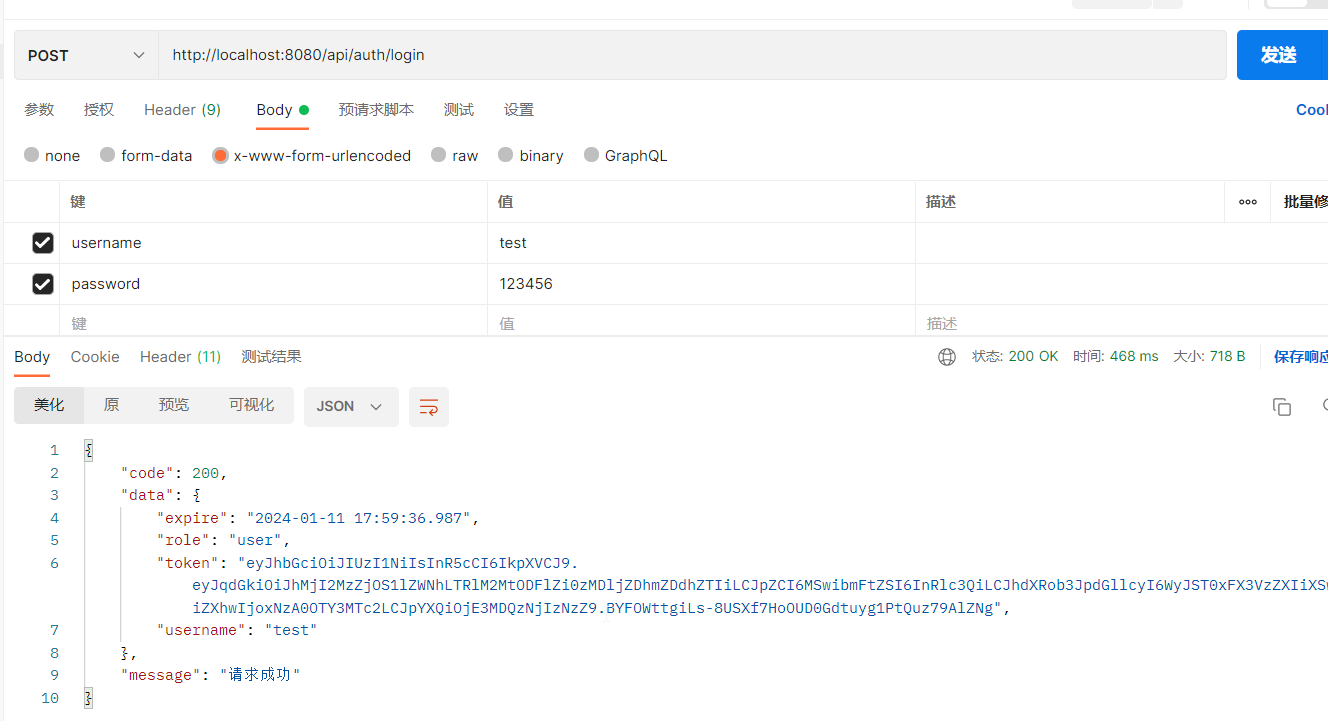 POST http://localhost:8080/api/auth/login 发送
参数 授权 Header (9) Body 预请求脚本 测试 设置
none form-data x-www-form-urlencoded raw binary GraphQL
键 值 描述 批量修
username test
password 123456
键 值 描述
Body Cookie Header (11) 测试结果 状态: 200 OK 时间: 468 ms 大小: 718 B 保存响应
美化 原 预览 可视化 JSON
1 {
2 "code": 200,
3 "data": {
4 "expire": "2024-01-11 17:59:36.987",
5 "role": "user",
6 "token": "eyJhbGciOiJIUzI1NiIsInR5cCI6IkpXVCJ9.
7 "username": "test"
8 },
9 "message": "请求成功"
10 }